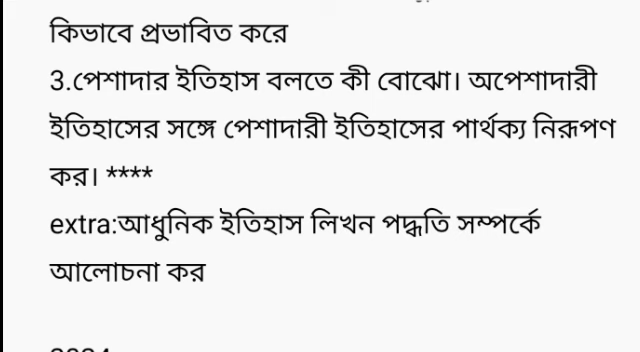 কিভাবে প্রভাবিত করে
3.পেশাদার ইতিহাস বলতে কী বোঝো। অপেশাদারী
ইতিহাসের সঙ্গে পেশাদারী ইতিহাসের পার্থক্য নিরূপণ
কর। ****
extra:আধুনিক ইতিহাস লিখন পদ্ধতি সম্পর্কে
আলোচনা কর